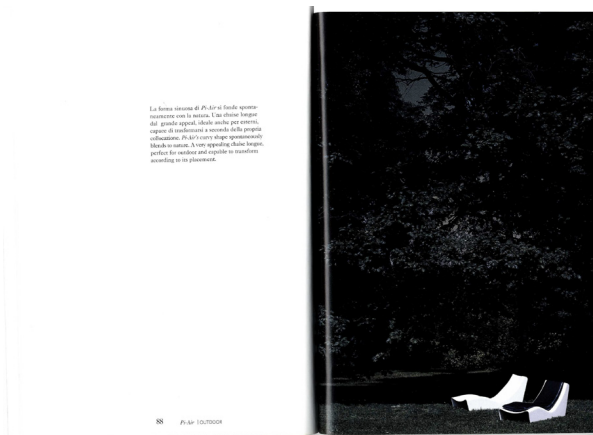 La forma sinuosa di Pi-Air si fonde sponta-
neamente con la natura. Una chaise longue
dal grande appeal, ideale anche per esterni,
capace di trasformarsi a seconda della propria
collocazione. Pi-Air's curvy shape spontaneously
blends to nature. A very appealing chaise longue,
perfect for outdoor and capable to transform
according to its placement.
88 Pi-Air | OUTDOOR